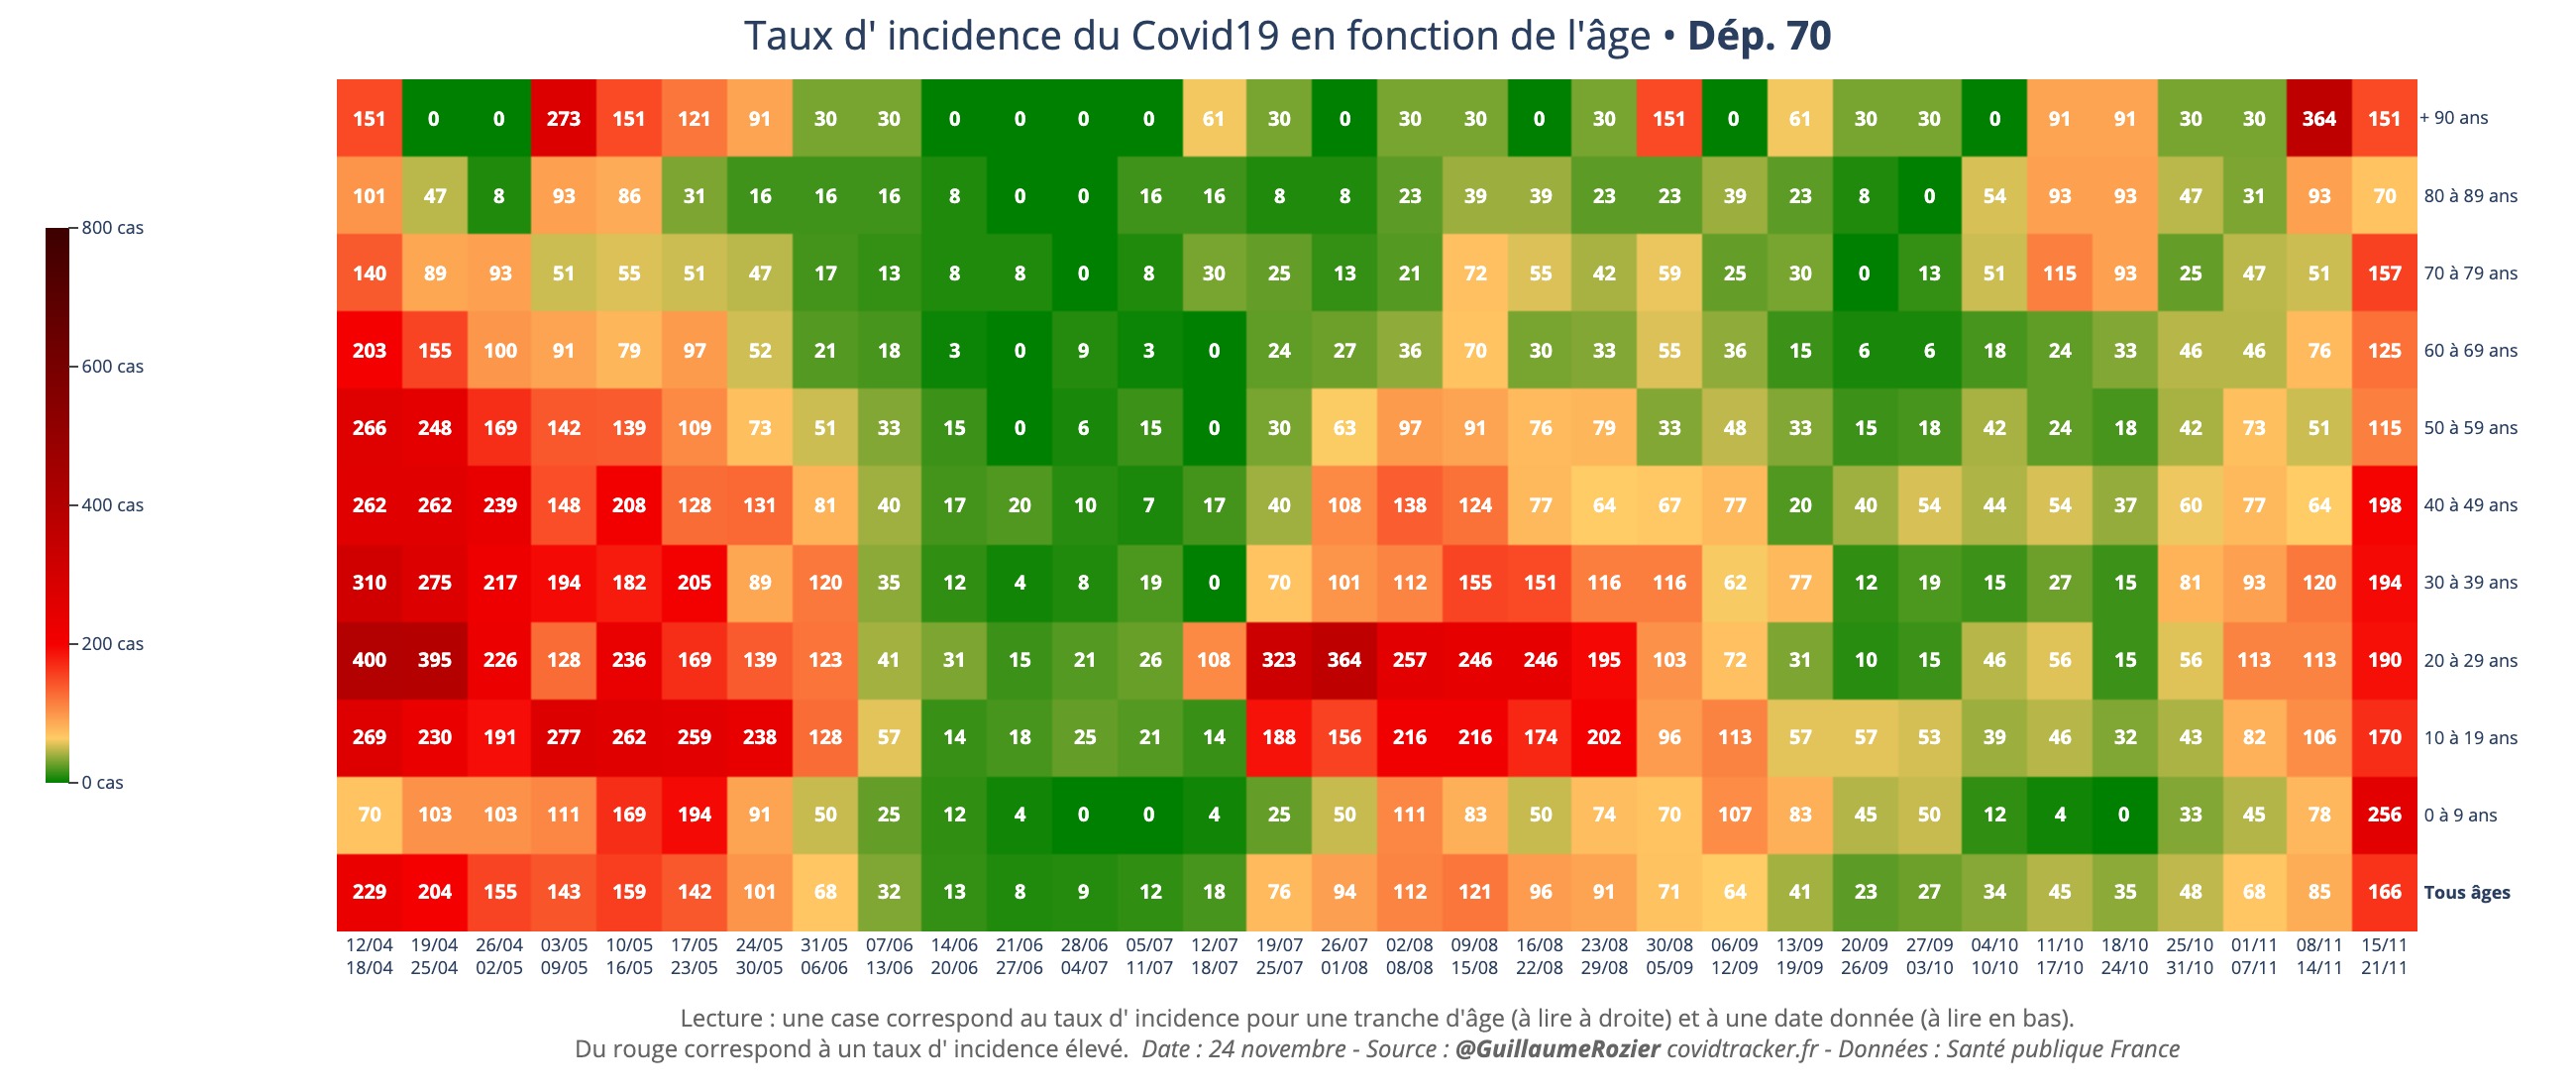 Taux d' incidence du Covid19 en fonction de l'âge • Dép. 70
800 cas
600 cas
400 cas
200 cas
0 cas
151 0 0 273 151 121 91 30 30 0 0 0 0 61 30 0 30 30 0 30 151 0 61 30 30 0 91 91 30 30 364 151 + 90 ans
101 47 8 93 86 31 16 16 16 8 0 0 16 16 8 8 23 39 39 23 23 39 23 8 0 54 93 93 47 31 93 70 80 à 89 ans
140 89 93 51 55 51 47 17 13 8 8 0 8 30 25 13 21 72 55 42 59 25 30 0 13 51 115 93 25 47 51 157 70 à 79 ans
203 155 100 91 79 97 52 21 18 3 0 9 3 0 24 27 36 70 30 33 55 36 15 6 6 18 24 33 46 46 76 125 60 à 69 ans
266 248 169 142 139 109 73 51 33 15 0 6 15 0 30 63 97 91 76 79 33 48 33 15 18 42 24 18 42 73 51 115 50 à 59 ans
262 262 239 148 208 128 131 81 40 17 20 10 7 17 40 108 138 124 77 64 67 77 20 40 54 44 54 37 60 77 64 198 40 à 49 ans
310 275 217 194 182 205 89 120 35 12 4 8 19 0 70 101 112 155 151 116 116 62 77 12 19 15 27 15 81 93 120 194 30 à 39 ans
400 395 226 128 236 169 139 123 41 31 15 21 26 108 323 364 257 246 246 195 103 72 31 10 15 46 56 15 56 113 113 190 20 à 29 ans
269 230 191 277 262 259 238 128 57 14 18 25 21 14 188 156 216 216 174 202 96 113 57 57 53 39 46 32 43 82 106 170 10 à 19 ans
70 103 103 111 169 194 91 50 25 12 4 0 0 4 25 50 111 83 50 74 70 107 83 45 50 12 4 0 33 45 78 256 0 à 9 ans
229 204 155 143 159 142 101 68 32 13 8 9 12 18 76 94 112 121 96 91 71 64 41 23 27 34 45 35 48 68 85 166 Tous âges
12/04 19/04 26/04 03/05 10/05 17/05 24/05 31/05 07/06 14/06 21/06 28/06 05/07 12/07 19/07 26/07 02/08 09/08 16/08 23/08 30/08 06/09 13/09 20/09 27/09 04/10 11/10 18/10 25/10 01/11 08/11 15/11
18/04 25/04 02/05 09/05 16/05 23/05 30/05 06/06 13/06 20/06 27/06 04/07 11/07 18/07 25/07 01/08 08/08 15/08 22/08 29/08 05/09 12/09 19/09 26/09 03/10 10/10 17/10 24/10 31/10 07/11 14/11 21/11
Lecture : une case correspond au taux d' incidence pour une tranche d'âge (à lire à droite) et à une date donnée (à lire en bas).
Du rouge correspond à un taux d' incidence élevé. Date : 24 novembre - Source : @GuillaumeRozier covidtracker.fr - Données : Santé publique France